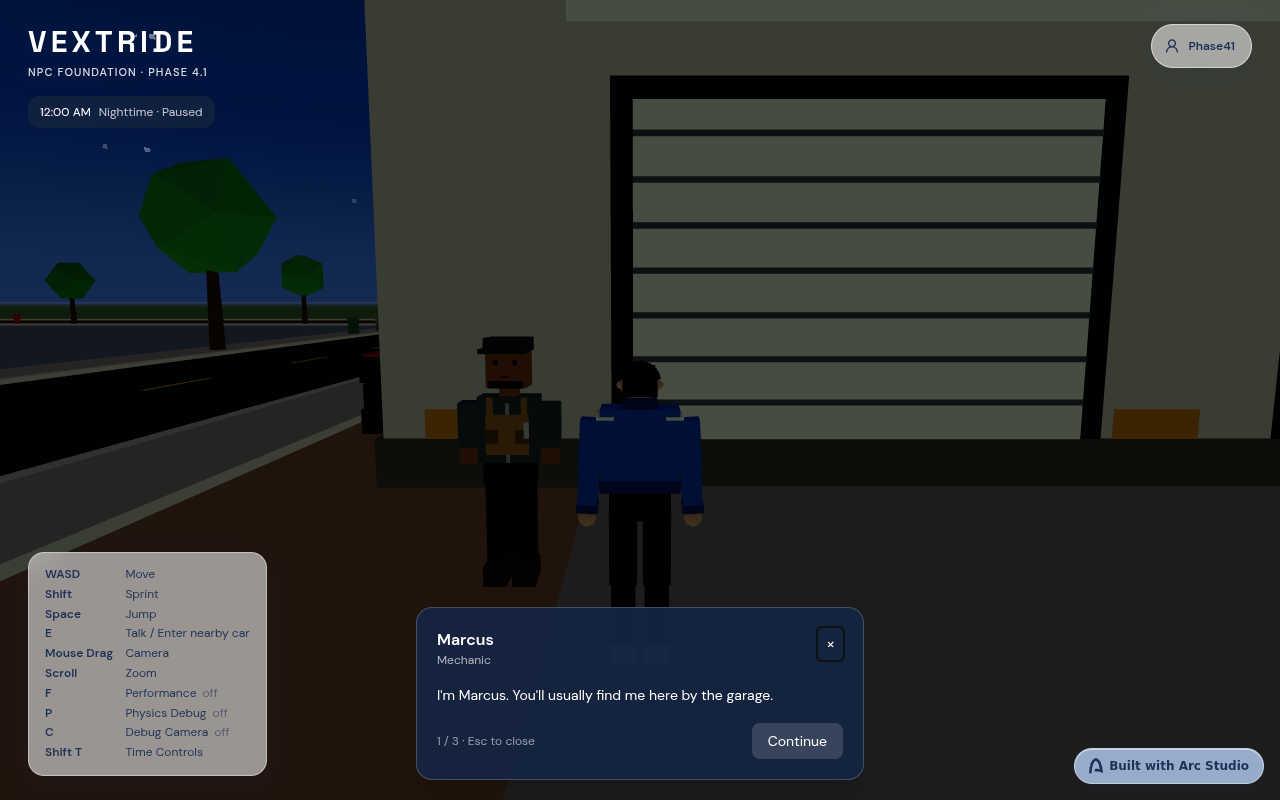 VEXTRIDE
NPC FOUNDATION · PHASE 4.1
12:00 AM Nighttime · Paused
Phase41
WASD Move
Shift Sprint
Space Jump
E Talk / Enter nearby car
Mouse Drag Camera
Scroll Zoom
F Performance off
P Physics Debug off
C Debug Camera off
Shift T Time Controls
Marcus
×
Mechanic
I'm Marcus. You'll usually find me here by the garage.
1 / 3 · Esc to close
Continue
Built with Arc Studio